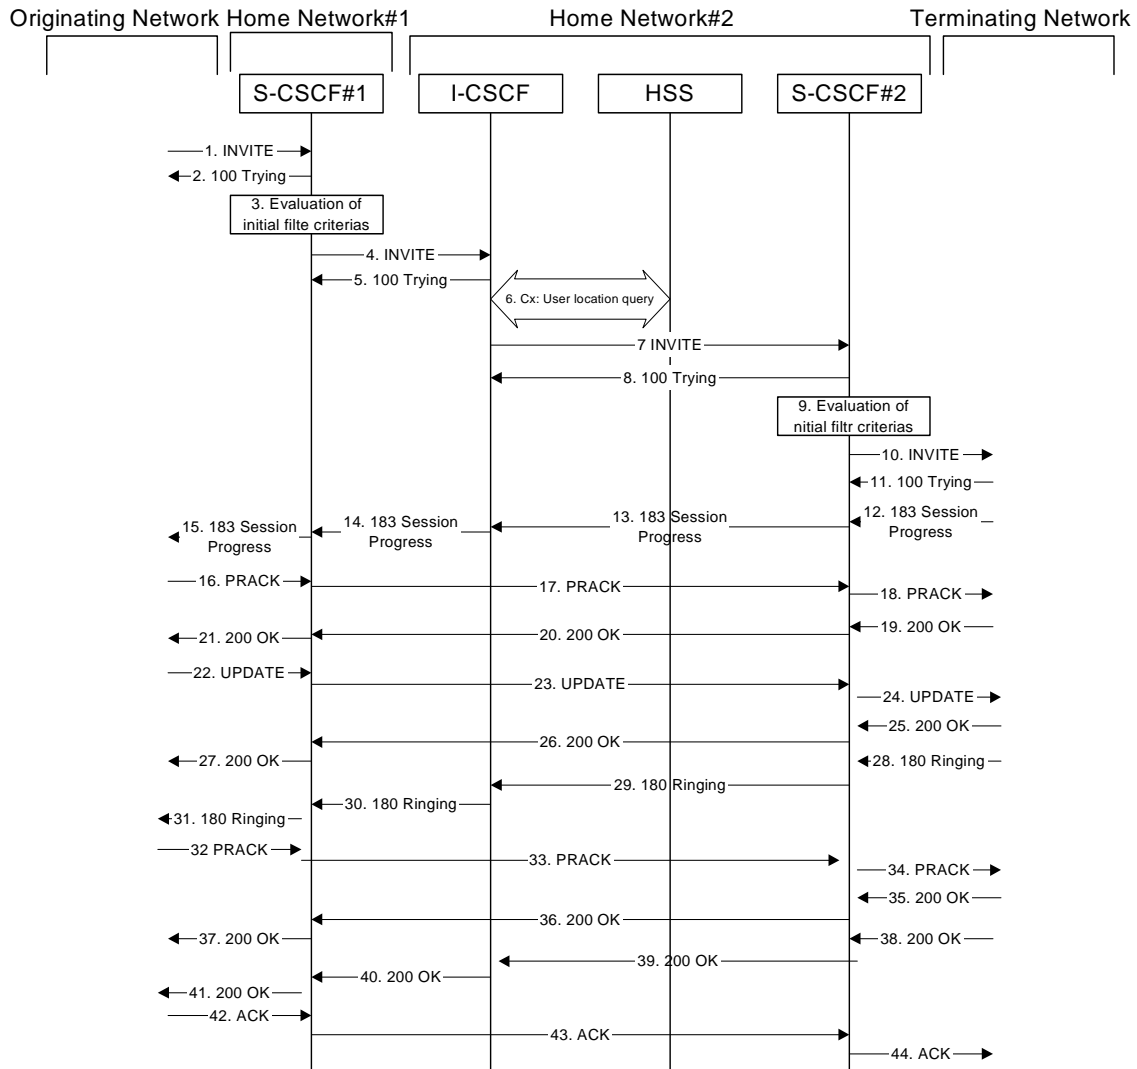 Originating Network
Home Network#1
Home Network#2
Terminating Network
S-CSCF#1
I-CSCF
HSS
S-CSCF#2
1. INVITE
2. 100 Trying
3. Evaluation of
initial filte criterias
4. INVITE
5. 100 Trying
6. Cx: User location query
7 INVITE
8. 100 Trying
9. Evaluation of
nitial filtr criterias
10. INVITE
11. 100 Trying
12. 183 Session
Progress
13. 183 Session
Progress
14. 183 Session
Progress
15. 183 Session
Progress
16. PRACK
17. PRACK
18. PRACK
19. 200 OK
20. 200 OK
21. 200 OK
22. UPDATE
23. UPDATE
24. UPDATE
25. 200 OK
26. 200 OK
27. 200 OK
28. 180 Ringing
29. 180 Ringing
30. 180 Ringing
31. 180 Ringing
32 PRACK
33. PRACK
34. PRACK
35. 200 OK
36. 200 OK
37. 200 OK
38. 200 OK
39. 200 OK
40. 200 OK
41. 200 OK
42. ACK
43. ACK
44. ACK